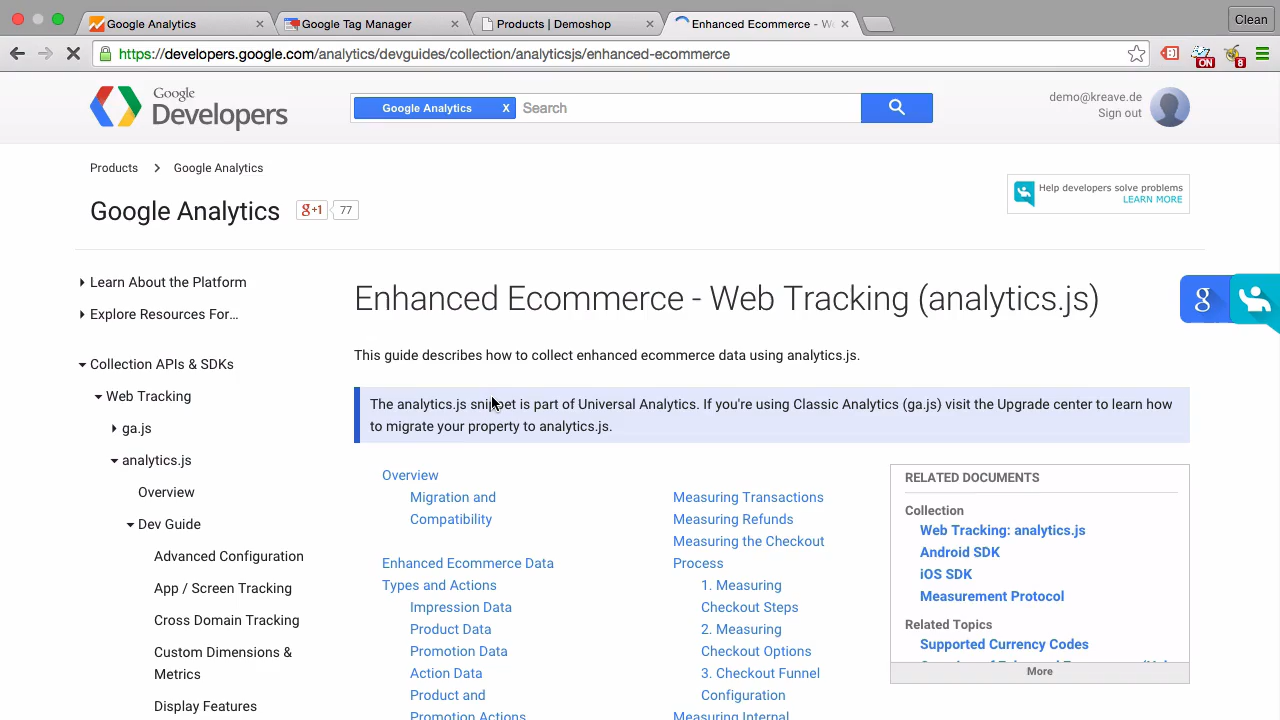 Google Analytics
Google Tag Manager
Products | Demoshop
Enhanced Ecommerce - W
Clean
https://developers.google.com/analytics/devguides/collection/analyticsjs/enhanced-ecommerce
ON
8
Google
Developers
Google Analytics X
Search
demo@kreave.de
Sign out
Products > Google Analytics
Google Analytics
g+1 77
Help developers solve problems
LEARN MORE
Learn About the Platform
Explore Resources For...
Collection APIs & SDKs
Web Tracking
ga.js
analytics.js
Overview
Dev Guide
Advanced Configuration
App / Screen Tracking
Cross Domain Tracking
Custom Dimensions &
Metrics
Display Features
Enhanced Ecommerce - Web Tracking (analytics.js)
This guide describes how to collect enhanced ecommerce data using analytics.js.
The analytics.js snippet is part of Universal Analytics. If you're using Classic Analytics (ga.js) visit the Upgrade center to learn how
to migrate your property to analytics.js.
Overview
Migration and
Compatibility
Enhanced Ecommerce Data
Types and Actions
Impression Data
Product Data
Promotion Data
Action Data
Product and
Promotion Actions
Measuring Transactions
Measuring Refunds
Measuring the Checkout
Process
1. Measuring
Checkout Steps
2. Measuring
Checkout Options
3. Checkout Funnel
Configuration
Measuring Internal
RELATED DOCUMENTS
Collection
Web Tracking: analytics.js
Android SDK
iOS SDK
Measurement Protocol
Related Topics
Supported Currency Codes
More
g